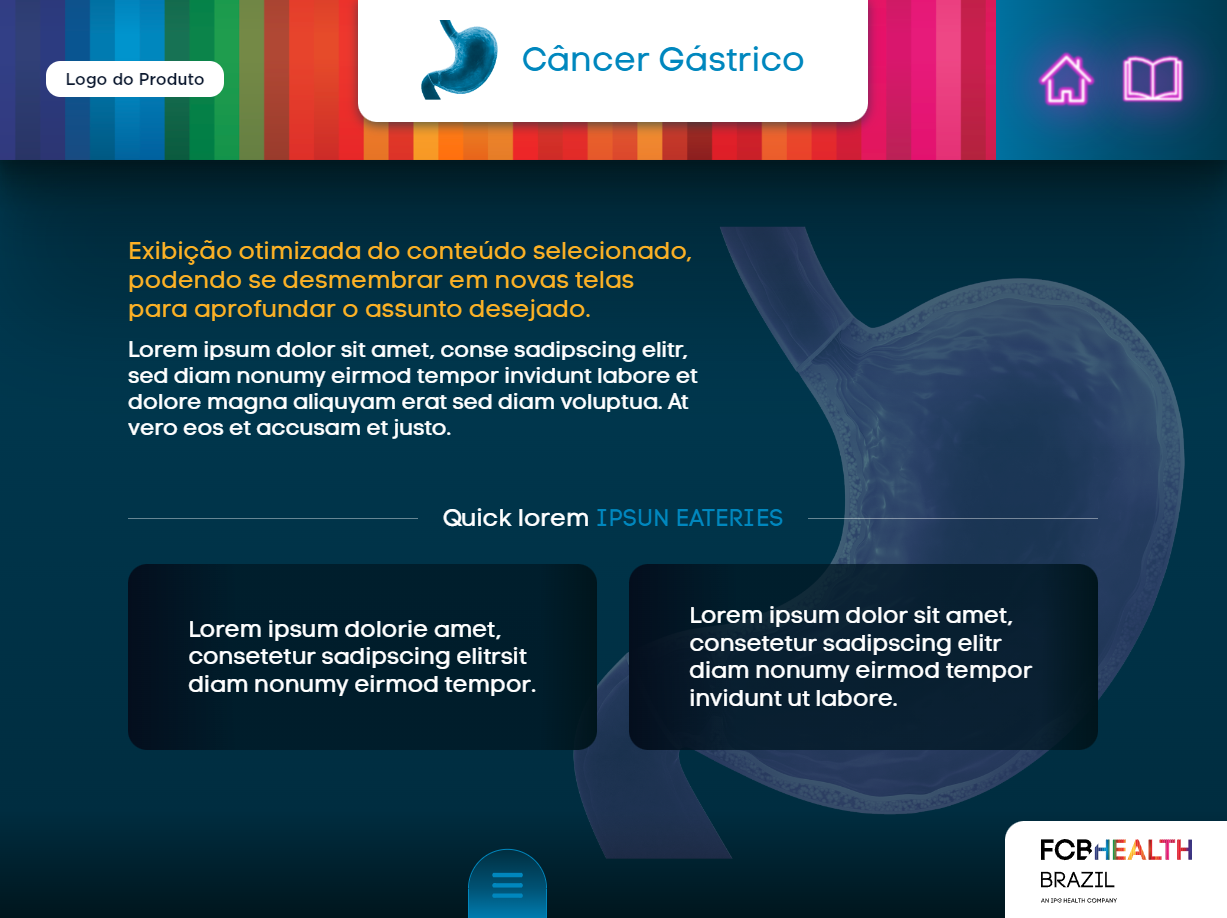 Logo do Produto
Câncer Gástrico
Exibição otimizada do conteúdo selecionado,
podendo se desmembrar em novas telas
para aprofundar o assunto desejado.
Lorem ipsum dolor sit amet, conse sadipscing elitr,
sed diam nonumy eirmod tempor invidunt labore et
dolore magna aliquyam erat sed diam voluptua. At
vero eos et accusam et justo.
Quick lorem IPSUN EATERIES
Lorem ipsum dolorie amet,
consetetur sadipscing elitrsit
diam nonumy eirmod tempor.
Lorem ipsum dolor sit amet,
consetetur sadipscing elitr
diam nonumy eirmod tempor
invidunt ut labore.
FCB HEALTH
BRAZIL
AN IPG HEALTH COMPANY